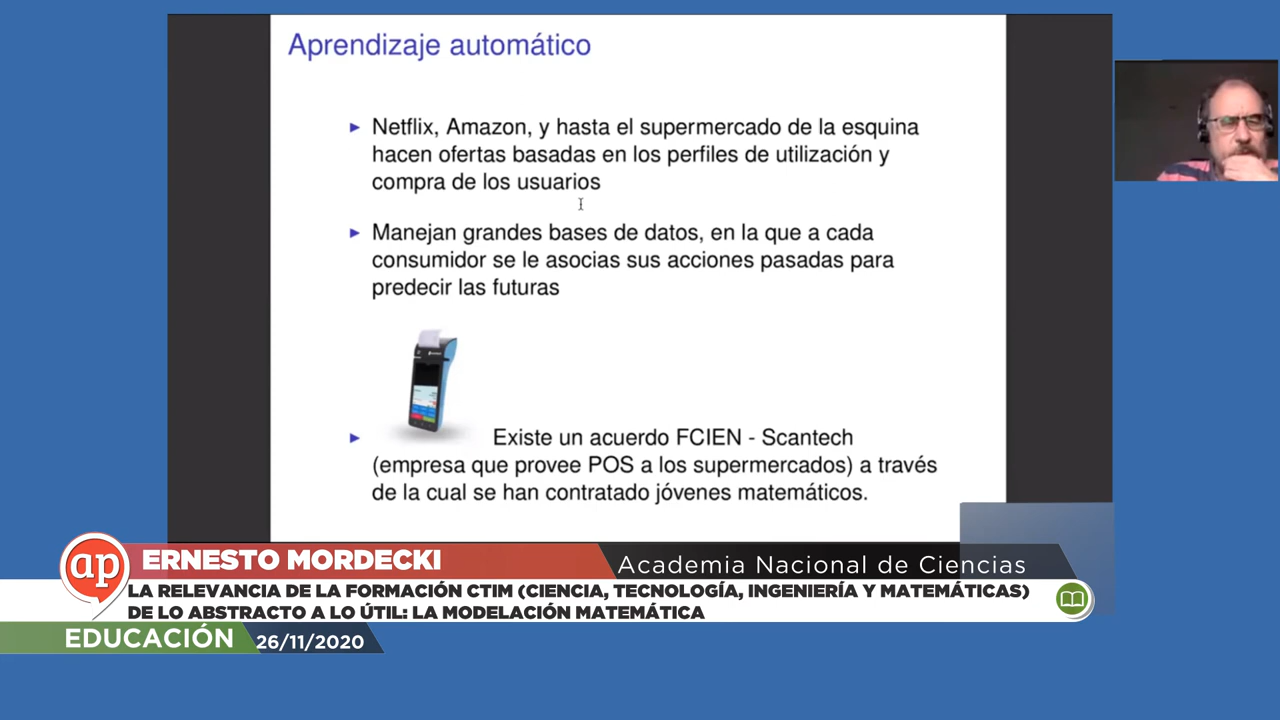 Aprendizaje automático
Netflix, Amazon, y hasta el supermercado de la esquina
hacen ofertas basadas en los perfiles de utilización y
compra de los usuarios
Manejan grandes bases de datos, en la que a cada
consumidor se le asocias sus acciones pasadas para
predecir las futuras
Existe un acuerdo FCIEN - Scantech
(empresa que provee POS a los supermercados) a través
de la cual se han contratado jóvenes matemáticos.
ap
ERNESTO MORDECKI
Academia Nacional de Ciencias
LA RELEVANCIA DE LA FORMACIÓN CTIM (CIENCIA, TECNOLOGÍA, INGENIERÍA Y MATEMÁTICAS)
DE LO ABSTRACTO A LO ÚTIL: LA MODELACIÓN MATEMÁTICA
EDUCACIÓN
26/11/2020